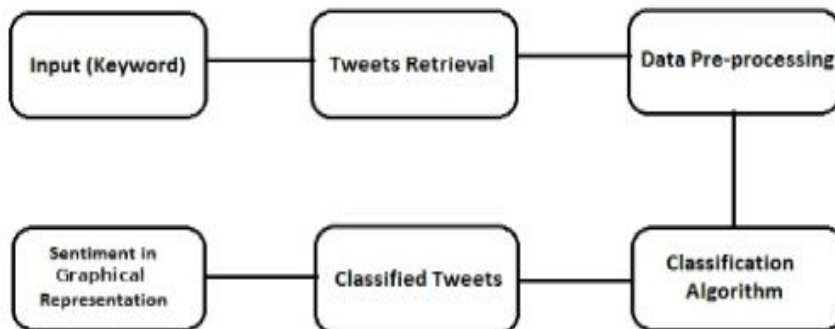 Input (Keyword)
Tweets Retrieval
Data Pre-processing
Classification
Algorithm
Classified Tweets
Sentiment in
Graphical
Representation